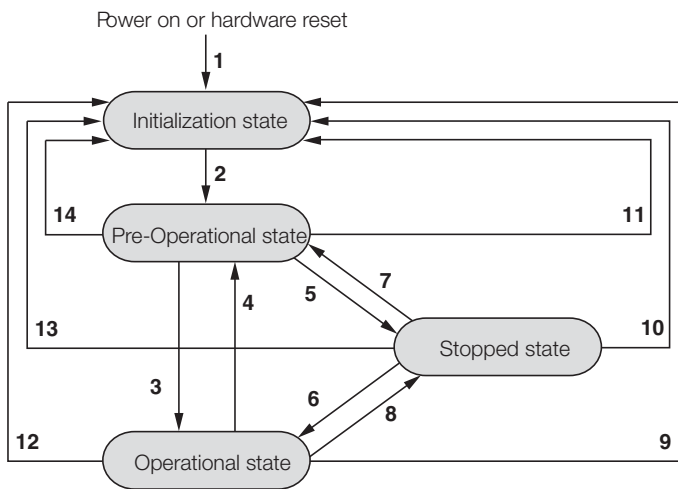 Power on or hardware reset
1
Initialization state
2
14
11
Pre-Operational state
7
5
4
13
10
Stopped state
3
6
8
12
9
Operational state